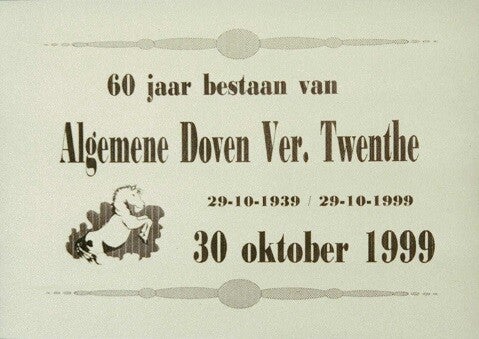 60 jaar bestaan van
Algemene Doven Ver. Twenthe
29-10-1939 / 29-10-1999
30 oktober 1999